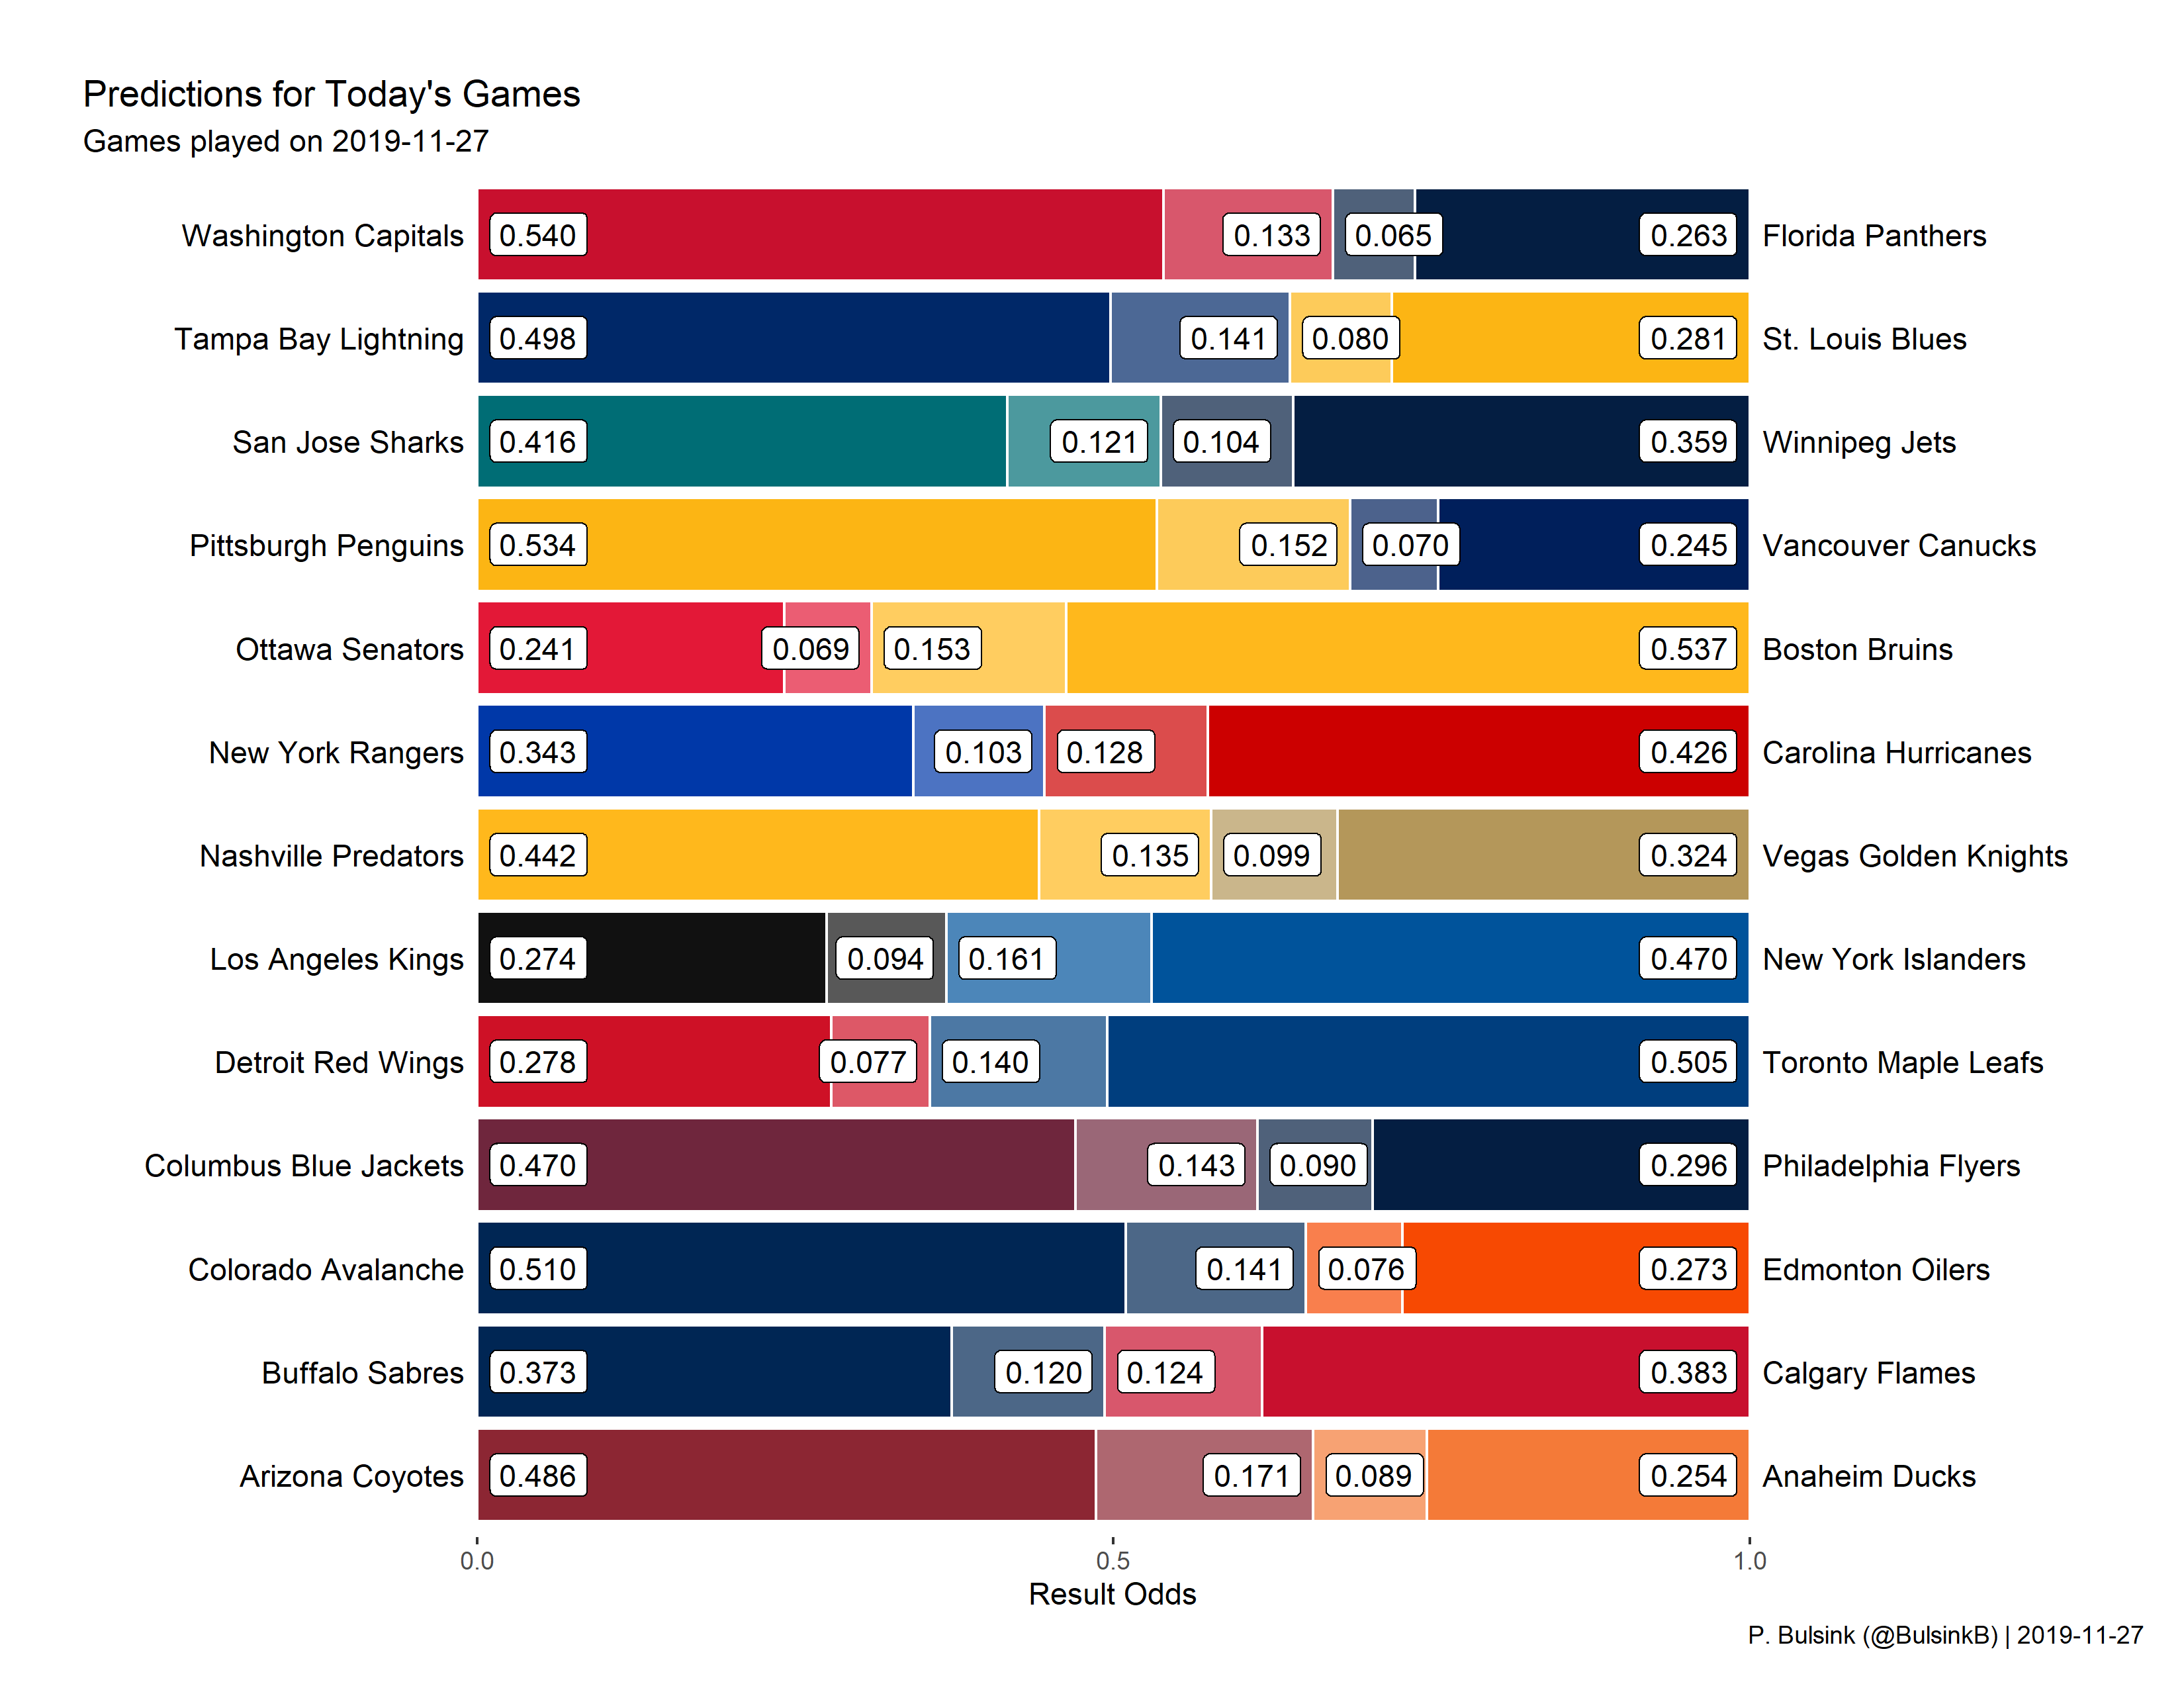 Predictions for Today's Games
Games played on 2019-11-27
Washington Capitals 0.540 0.133 0.065 0.263 Florida Panthers
Tampa Bay Lightning 0.498 0.141 0.080 0.281 St. Louis Blues
San Jose Sharks 0.416 0.121 0.104 0.359 Winnipeg Jets
Pittsburgh Penguins 0.534 0.152 0.070 0.245 Vancouver Canucks
Ottawa Senators 0.241 0.069 0.153 0.537 Boston Bruins
New York Rangers 0.343 0.103 0.128 0.426 Carolina Hurricanes
Nashville Predators 0.442 0.135 0.099 0.324 Vegas Golden Knights
Los Angeles Kings 0.274 0.094 0.161 0.470 New York Islanders
Detroit Red Wings 0.278 0.077 0.140 0.505 Toronto Maple Leafs
Columbus Blue Jackets 0.470 0.143 0.090 0.296 Philadelphia Flyers
Colorado Avalanche 0.510 0.141 0.076 0.273 Edmonton Oilers
Buffalo Sabres 0.373 0.120 0.124 0.383 Calgary Flames
Arizona Coyotes 0.486 0.171 0.089 0.254 Anaheim Ducks
0.0 0.5 1.0
Result Odds
P. Bulsink (@BulsinkB) | 2019-11-27